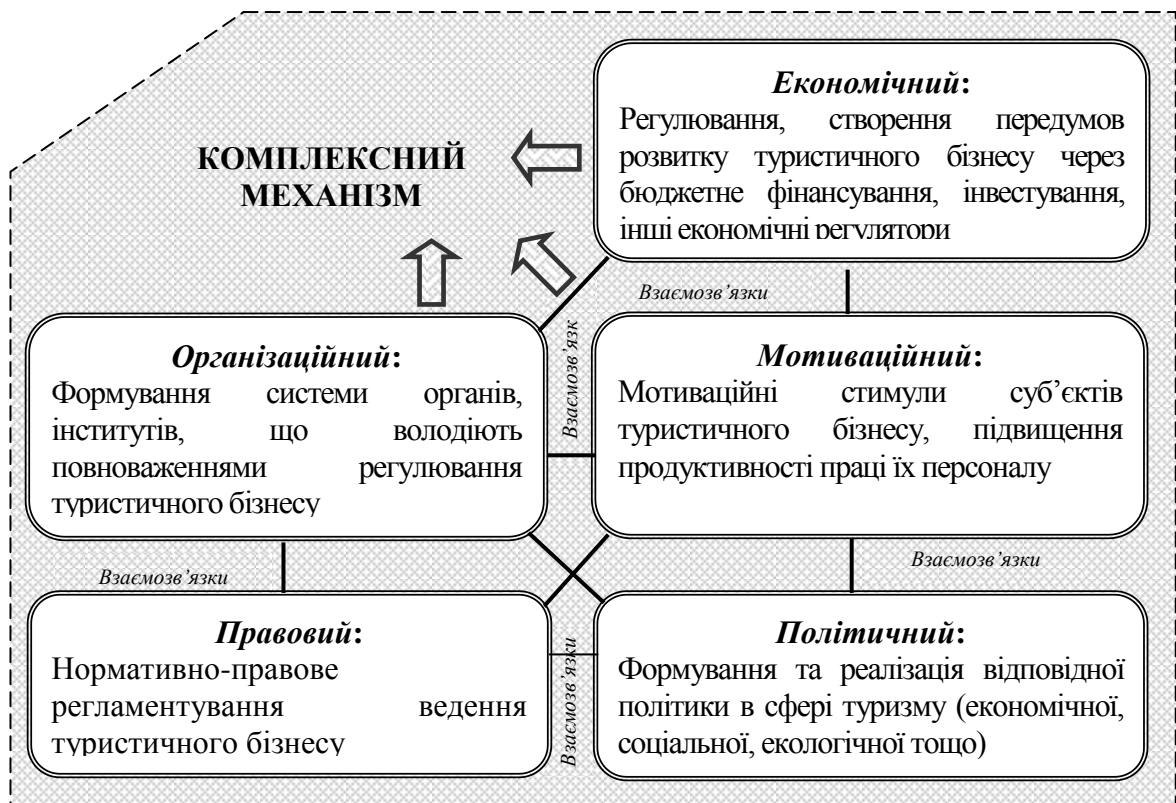 Економічний:
Регулювання, створення передумов
розвитку туристичного бізнесу через
бюджетне фінансування, інвестування,
інші економічні регулятори
КОМПЛЕКСНИЙ
МЕХАНІЗМ
Взаємозв’язки
Організаційний:
Формування системи органів,
інститутів, що володіють
повноваженнями регулювання
туристичного бізнесу
Взаємозв’язк
Мотиваційний:
Мотиваційні стимули суб’єктів
туристичного бізнесу, підвищення
продуктивності праці їх персоналу
Взаємозв’язки
Взаємозв’язки
Правовий:
Нормативно-правове
регламентування ведення
туристичного бізнесу
Взаємозв’язки
Політичний:
Формування та реалізація відповідної
політики в сфері туризму (економічної,
соціальної, екологічної тощо)